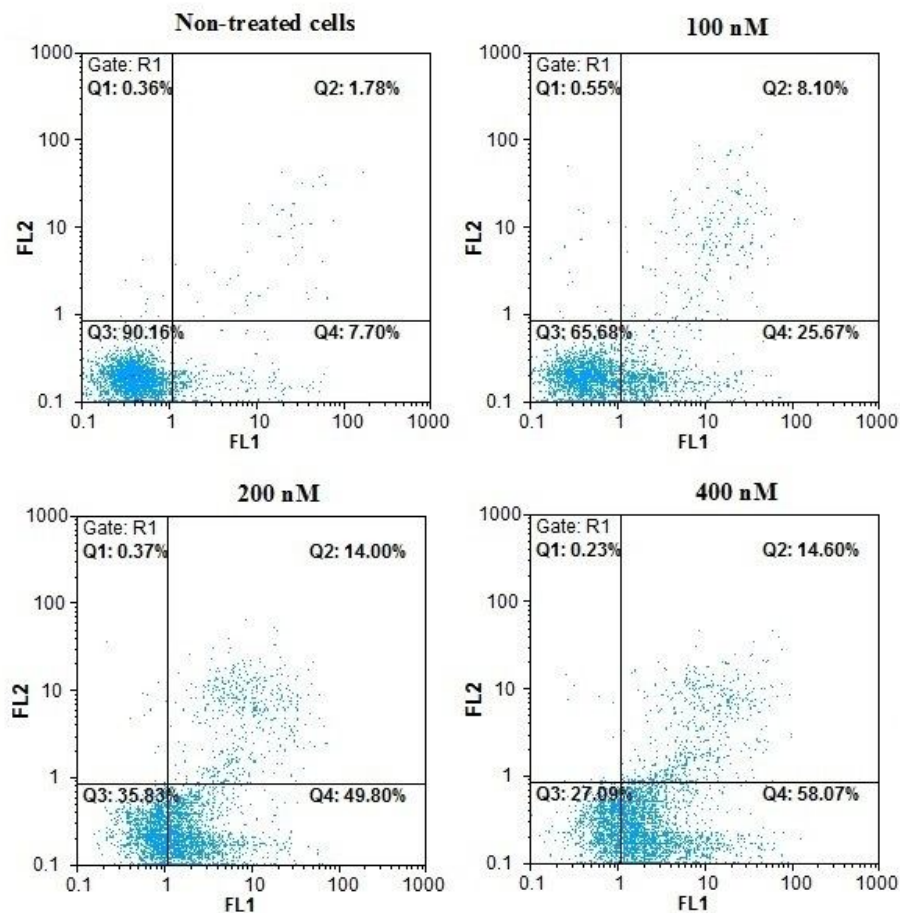 Non-treated cells
1000
Gate: R1
Q1: 0.36%
Q2: 1.78%
100
FL2
10
1
Q3: 90.16%
Q4: 7.70%
0.1
0.1
1
10
100
1000
FL1
100 nM
1000
Gate: R1
Q1: 0.55%
Q2: 8.10%
100
FL2
10
1
Q3: 65.68%
Q4: 25.67%
0.1
0.1
1
10
100
1000
FL1
200 nM
1000
Gate: R1
Q1: 0.37%
Q2: 14.00%
100
FL2
10
1
Q3: 35.83%
Q4: 49.80%
0.1
0.1
1
10
100
1000
FL1
400 nM
1000
Gate: R1
Q1: 0.23%
Q2: 14.60%
100
FL2
10
1
Q3: 27.09%
Q4: 58.07%
0.1
0.1
1
10
100
1000
FL1